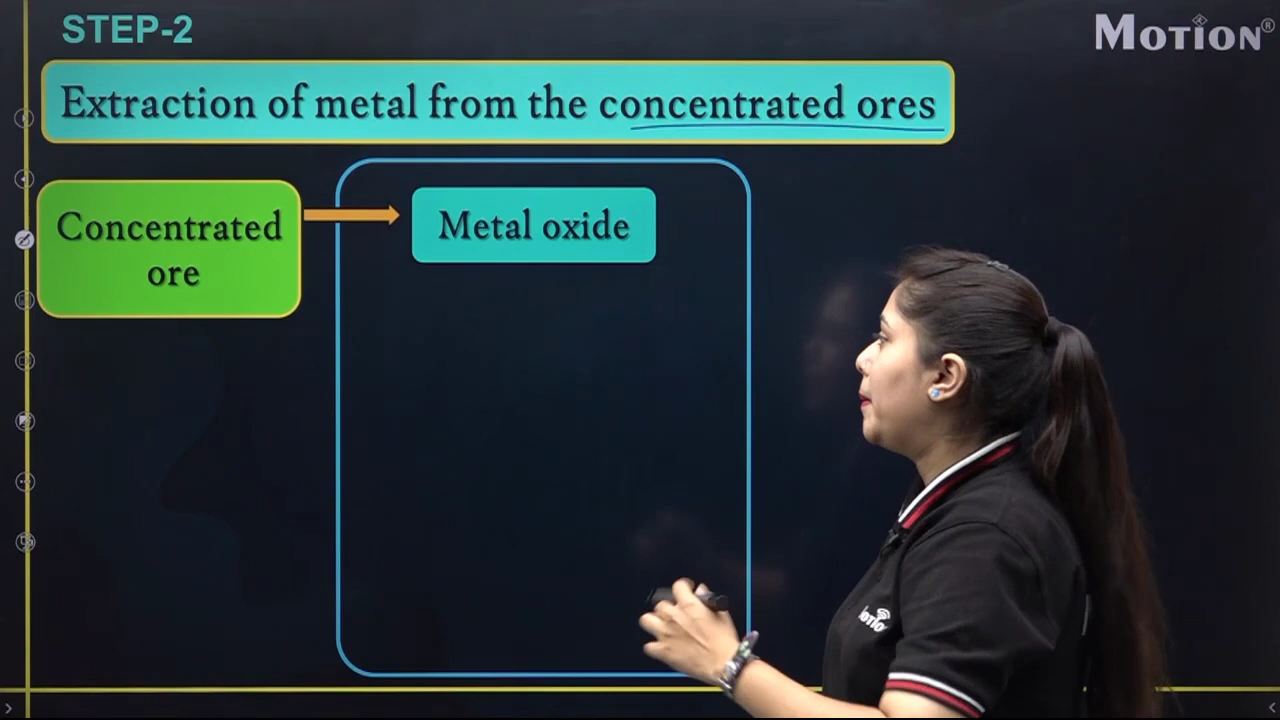 STEP-2
MOTION®
Extraction of metal from the concentrated ores
Concentrated
ore
Metal oxide